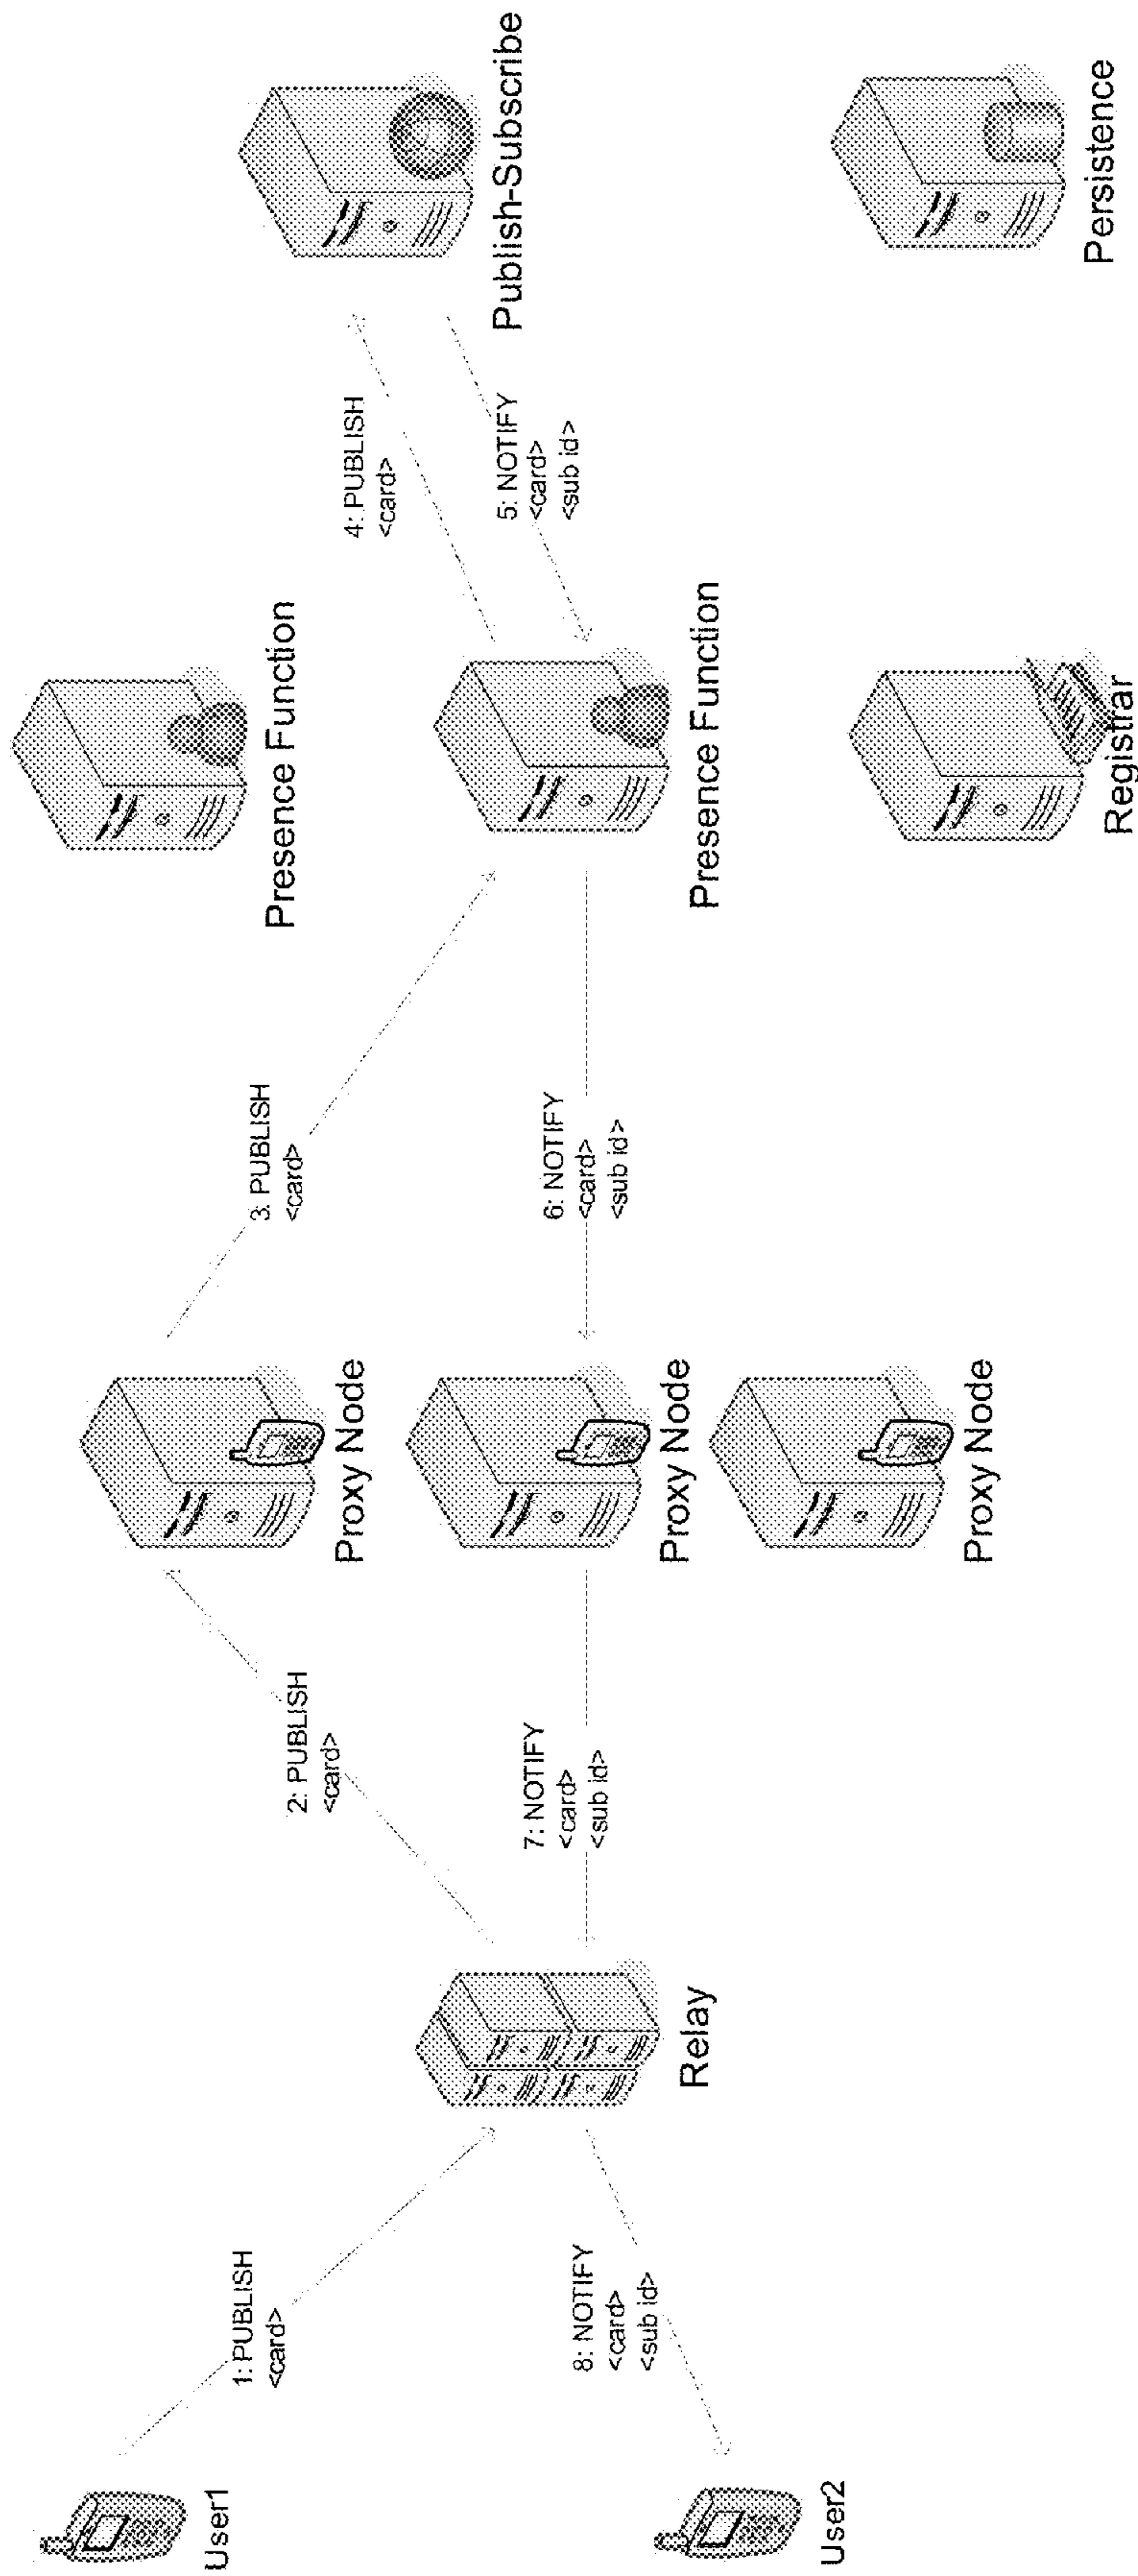 User1
User2
1: PUBLISH
<card>
8: NOTIFY
<card>
<sub id>
Relay
2: PUBLISH
<card>
7: NOTIFY
<card>
<sub id>
Proxy Node
Proxy Node
Proxy Node
3: PUBLISH
<card>
6: NOTIFY
<card>
<sub id>
Presence Function
Presence Function
Registrar
4: PUBLISH
<card>
5: NOTIFY
<card>
<sub id>
Publish-Subscribe
Persistence